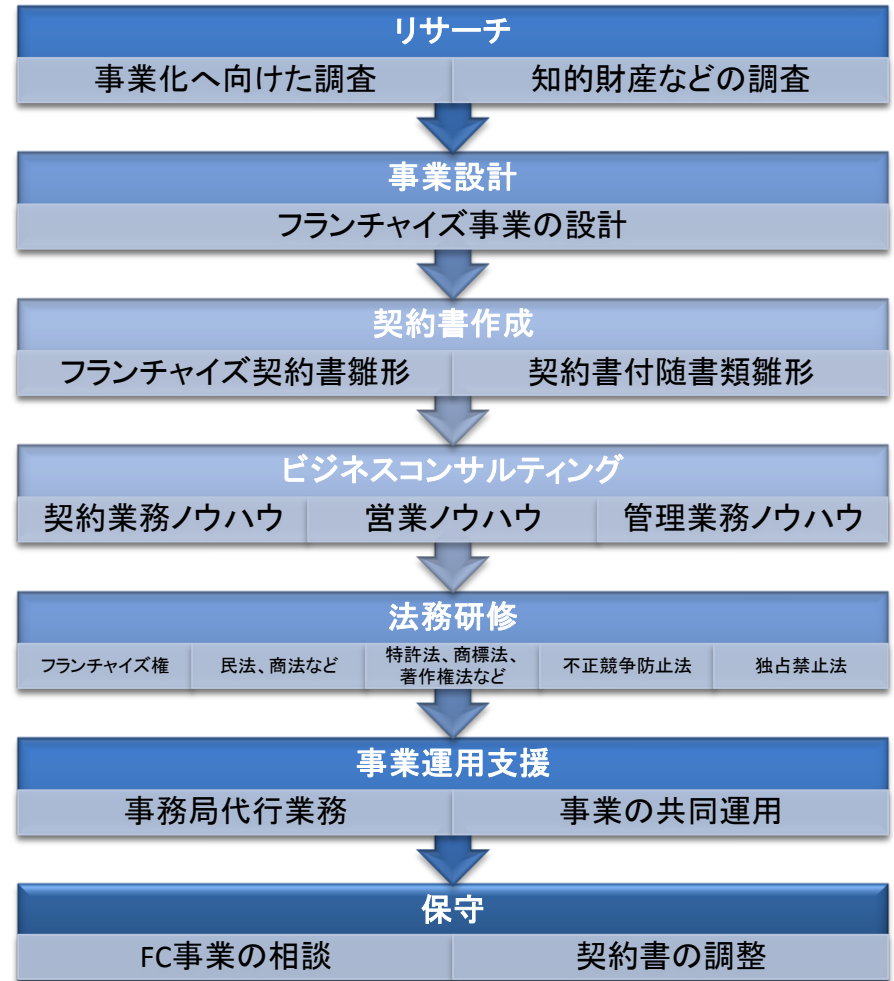 リサーチ
事業化へ向けた調査
知的財産などの調査
事業設計
フランチャイズ事業の設計
契約書作成
フランチャイズ契約書雛形
契約書付随書類雛形
ビジネスコンサルティング
契約業務ノウハウ
営業ノウハウ
管理業務ノウハウ
法務研修
フランチャイズ権
民法、商法など
特許法、商標法、
著作権法など
不正競争防止法
独占禁止法
事業運用支援
事務局代行業務
事業の共同運用
保守
FC事業の相談
契約書の調整